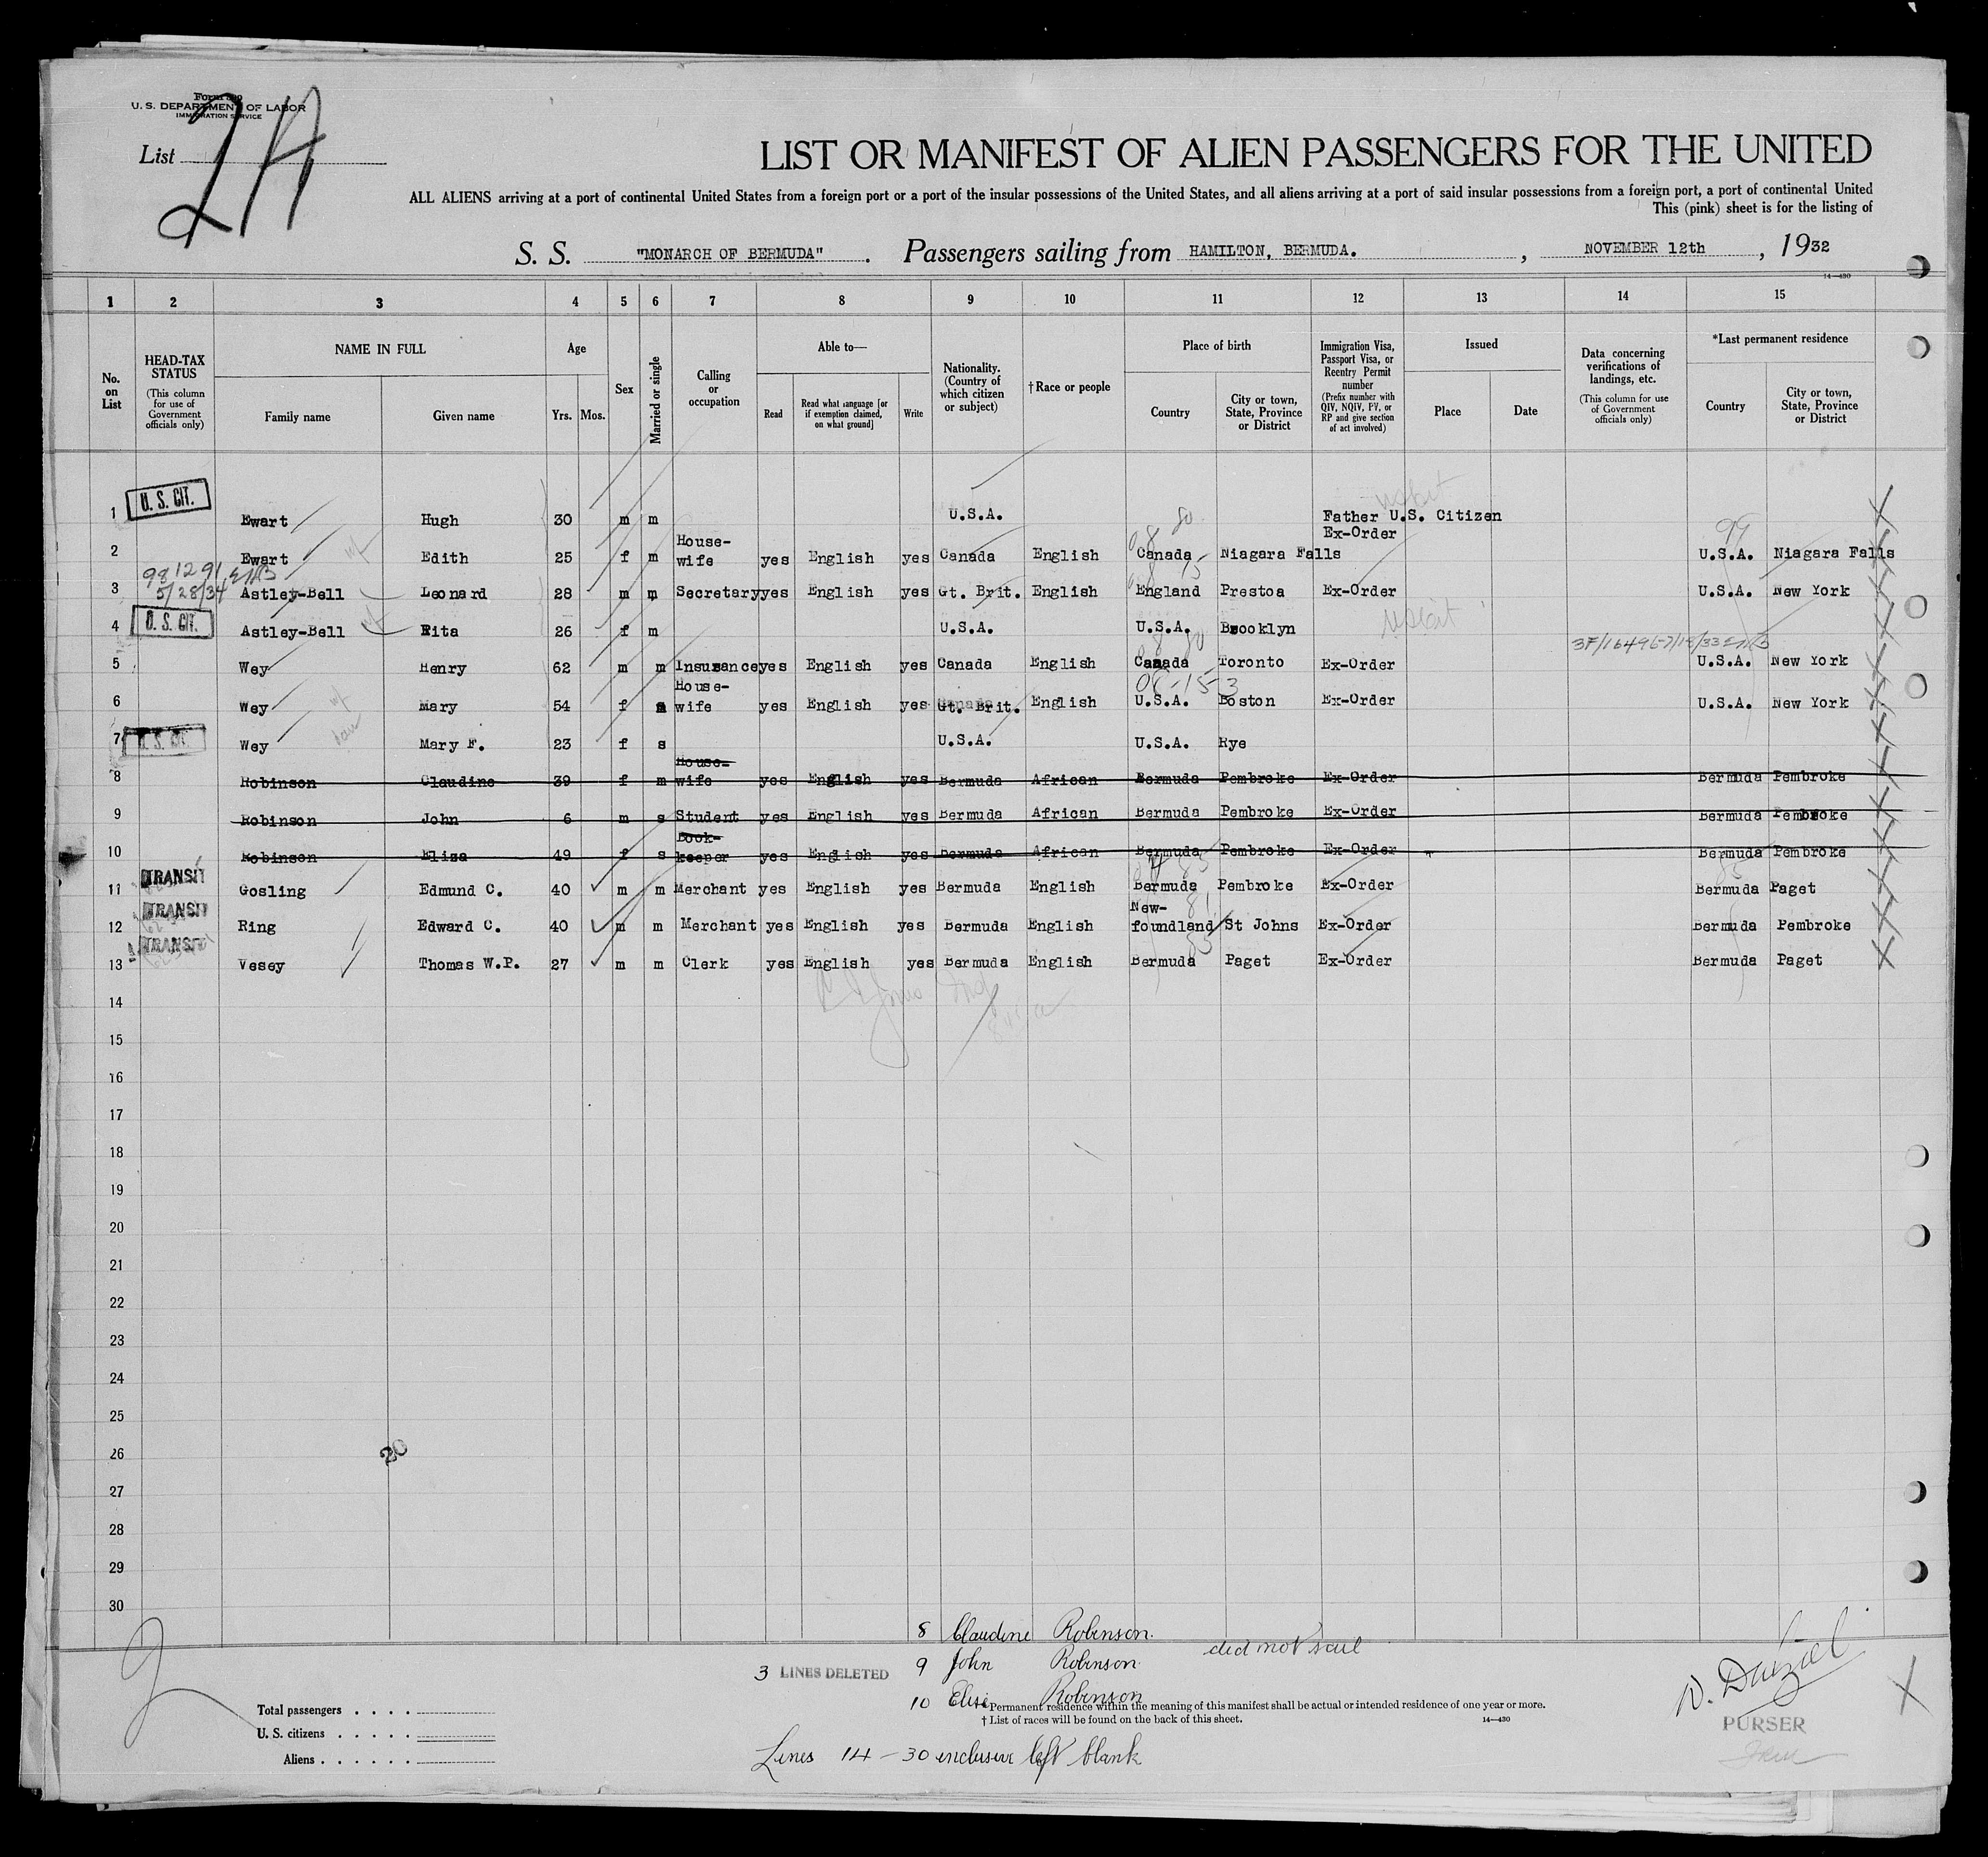 Form 500
U. S. DEPARTMENT OF LABOR
IMMIGRATION SERVICE
List 24
LIST OR MANIFEST OF ALIEN PASSENGERS FOR THE UNITED
ALL ALIENS arriving at a port of continental United States from a foreign port or a port of the insular possessions of the United States, and all aliens arriving at a port of said insular possessions from a foreign port, a port of continental United
This (pink) sheet is for the listing of
S. S. "MONARCH OF BERMUDA". Passengers sailing from HAMILTON, BERMUDA., NOVEMBER 12th, 1932
14—430
1 2 3 4 5 6 7 8 9 10 11 12 13 14 15
No. on List
HEAD-TAX STATUS (This column for use of Government officials only)
NAME IN FULL Family name Given name
Age Yrs. Mos.
Sex
Married or single
Calling or occupation
Able to— Read Read what language [or if exemption claimed, on what ground] Write
Nationality. (Country of which citizen or subject)
†Race or people
Place of birth Country City or town, State, Province or District
Immigration Visa, Passport Visa, or Reentry Permit number (Prefix number with QIV, NQIV, PV, or RP and give section of act involved)
Issued Place Date
Data concerning verifications of landings, etc. (This column for use of Government officials only)
*Last permanent residence Country City or town, State, Province or District
1 U. S. CIT. Ewart Hugh 30 m m U.S.A. Father U.S. Citizen
2 Ewart Edith 25 f m House-wife yes English yes Canada English Canada Niagara Falls Ex-Order U.S.A. Niagara Falls
981291 5/28/34
3 Astley-Bell Leonard 28 m m Secretary yes English yes Gt. Brit. English England Prestoa Ex-Order U.S.A. New York
4 U. S. CIT. Astley-Bell Rita 26 f m U.S.A. U.S.A. Brooklyn
5 Wey Henry 62 m m Insurance yes English yes Canada English Canada Toronto Ex-Order U.S.A. New York
6 Wey Mary 54 f m House-wife yes English yes Gt. Brit. English U.S.A. Boston Ex-Order U.S.A. New York
7 U. S. CIT. Wey Mary F. 23 f s U.S.A. U.S.A. Rye
8 Robinson Claudine 39 f m House-wife yes English yes Bermuda African Bermuda Pembroke Ex-Order Bermuda Pembroke
9 Robinson John 6 m s Student yes English yes Bermuda African Bermuda Pembroke Ex-Order Bermuda Pembroke
10 Robinson Eliza 49 f s Book-keeper yes English yes Bermuda African Bermuda Pembroke Ex-Order Bermuda Pembroke
11 TRANSIT Gosling Edmund C. 40 m m Merchant yes English yes Bermuda English Bermuda Pembroke Ex-Order Bermuda Paget
12 TRANSIT Ring Edward C. 40 m m Merchant yes English yes Bermuda English New-foundland St Johns Ex-Order Bermuda Pembroke
13 TRANSIT Vesey Thomas W.P. 27 m m Clerk yes English yes Bermuda English Bermuda Paget Ex-Order Bermuda Paget
14
15
16
17
18
19
20
21
22
23
24
25
26
20
27
28
29
30
8 Claudine Robinson.
did not sail
3 LINES DELETED 9 John Robinson
10 Elisa Robinson
Permanent residence within the meaning of this manifest shall be actual or intended residence of one year or more.
† List of races will be found on the back of this sheet.
14—430
Total passengers
U. S. citizens
Aliens
Lines 14 – 30 inclusive left blank
PURSER